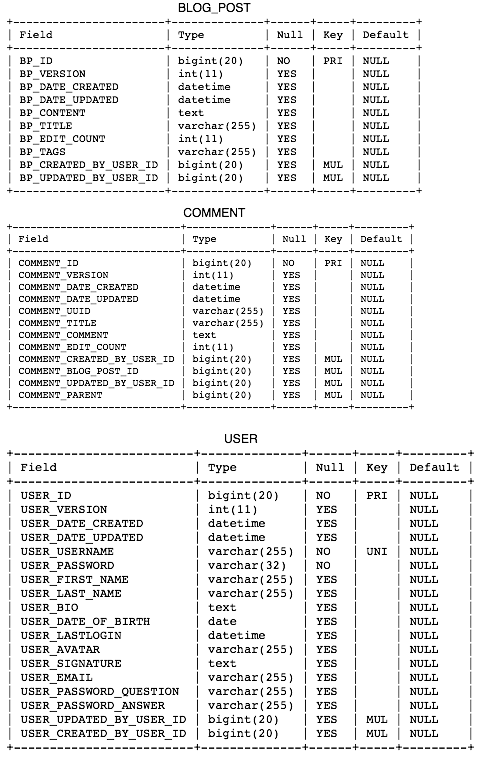 BLOG_POST
+-----------------------+--------------+------+-----+---------+
| Field | Type | Null | Key | Default |
+-----------------------+--------------+------+-----+---------+
| BP_ID | bigint(20) | NO | PRI | NULL |
| BP_VERSION | int(11) | YES | | NULL |
| BP_DATE_CREATED | datetime | YES | | NULL |
| BP_DATE_UPDATED | datetime | YES | | NULL |
| BP_CONTENT | text | YES | | NULL |
| BP_TITLE | varchar(255) | YES | | NULL |
| BP_EDIT_COUNT | int(11) | YES | | NULL |
| BP_TAGS | varchar(255) | YES | | NULL |
| BP_CREATED_BY_USER_ID | bigint(20) | YES | MUL | NULL |
| BP_UPDATED_BY_USER_ID | bigint(20) | YES | MUL | NULL |
+-----------------------+--------------+------+-----+---------+
COMMENT
+----------------------------+--------------+------+-----+---------+
| Field | Type | Null | Key | Default |
+----------------------------+--------------+------+-----+---------+
| COMMENT_ID | bigint(20) | NO | PRI | NULL |
| COMMENT_VERSION | int(11) | YES | | NULL |
| COMMENT_DATE_CREATED | datetime | YES | | NULL |
| COMMENT_DATE_UPDATED | datetime | YES | | NULL |
| COMMENT_UUID | varchar(255) | YES | | NULL |
| COMMENT_TITLE | varchar(255) | YES | | NULL |
| COMMENT_COMMENT | text | YES | | NULL |
| COMMENT_EDIT_COUNT | int(11) | YES | | NULL |
| COMMENT_CREATED_BY_USER_ID | bigint(20) | YES | MUL | NULL |
| COMMENT_BLOG_POST_ID | bigint(20) | YES | MUL | NULL |
| COMMENT_UPDATED_BY_USER_ID | bigint(20) | YES | MUL | NULL |
| COMMENT_PARENT | bigint(20) | YES | MUL | NULL |
+----------------------------+--------------+------+-----+---------+
USER
+-------------------------+--------------+------+-----+---------+
| Field | Type | Null | Key | Default |
+-------------------------+--------------+------+-----+---------+
| USER_ID | bigint(20) | NO | PRI | NULL |
| USER_VERSION | int(11) | YES | | NULL |
| USER_DATE_CREATED | datetime | YES | | NULL |
| USER_DATE_UPDATED | datetime | YES | | NULL |
| USER_USERNAME | varchar(255) | NO | UNI | NULL |
| USER_PASSWORD | varchar(32) | NO | | NULL |
| USER_FIRST_NAME | varchar(255) | YES | | NULL |
| USER_LAST_NAME | varchar(255) | YES | | NULL |
| USER_BIO | text | YES | | NULL |
| USER_DATE_OF_BIRTH | date | YES | | NULL |
| USER_LASTLOGIN | datetime | YES | | NULL |
| USER_AVATAR | varchar(255) | YES | | NULL |
| USER_SIGNATURE | text | YES | | NULL |
| USER_EMAIL | varchar(255) | YES | | NULL |
| USER_PASSWORD_QUESTION | varchar(255) | YES | | NULL |
| USER_PASSWORD_ANSWER | varchar(255) | YES | | NULL |
| USER_UPDATED_BY_USER_ID | bigint(20) | YES | MUL | NULL |
| USER_CREATED_BY_USER_ID | bigint(20) | YES | MUL | NULL |
+-------------------------+--------------+------+-----+---------+